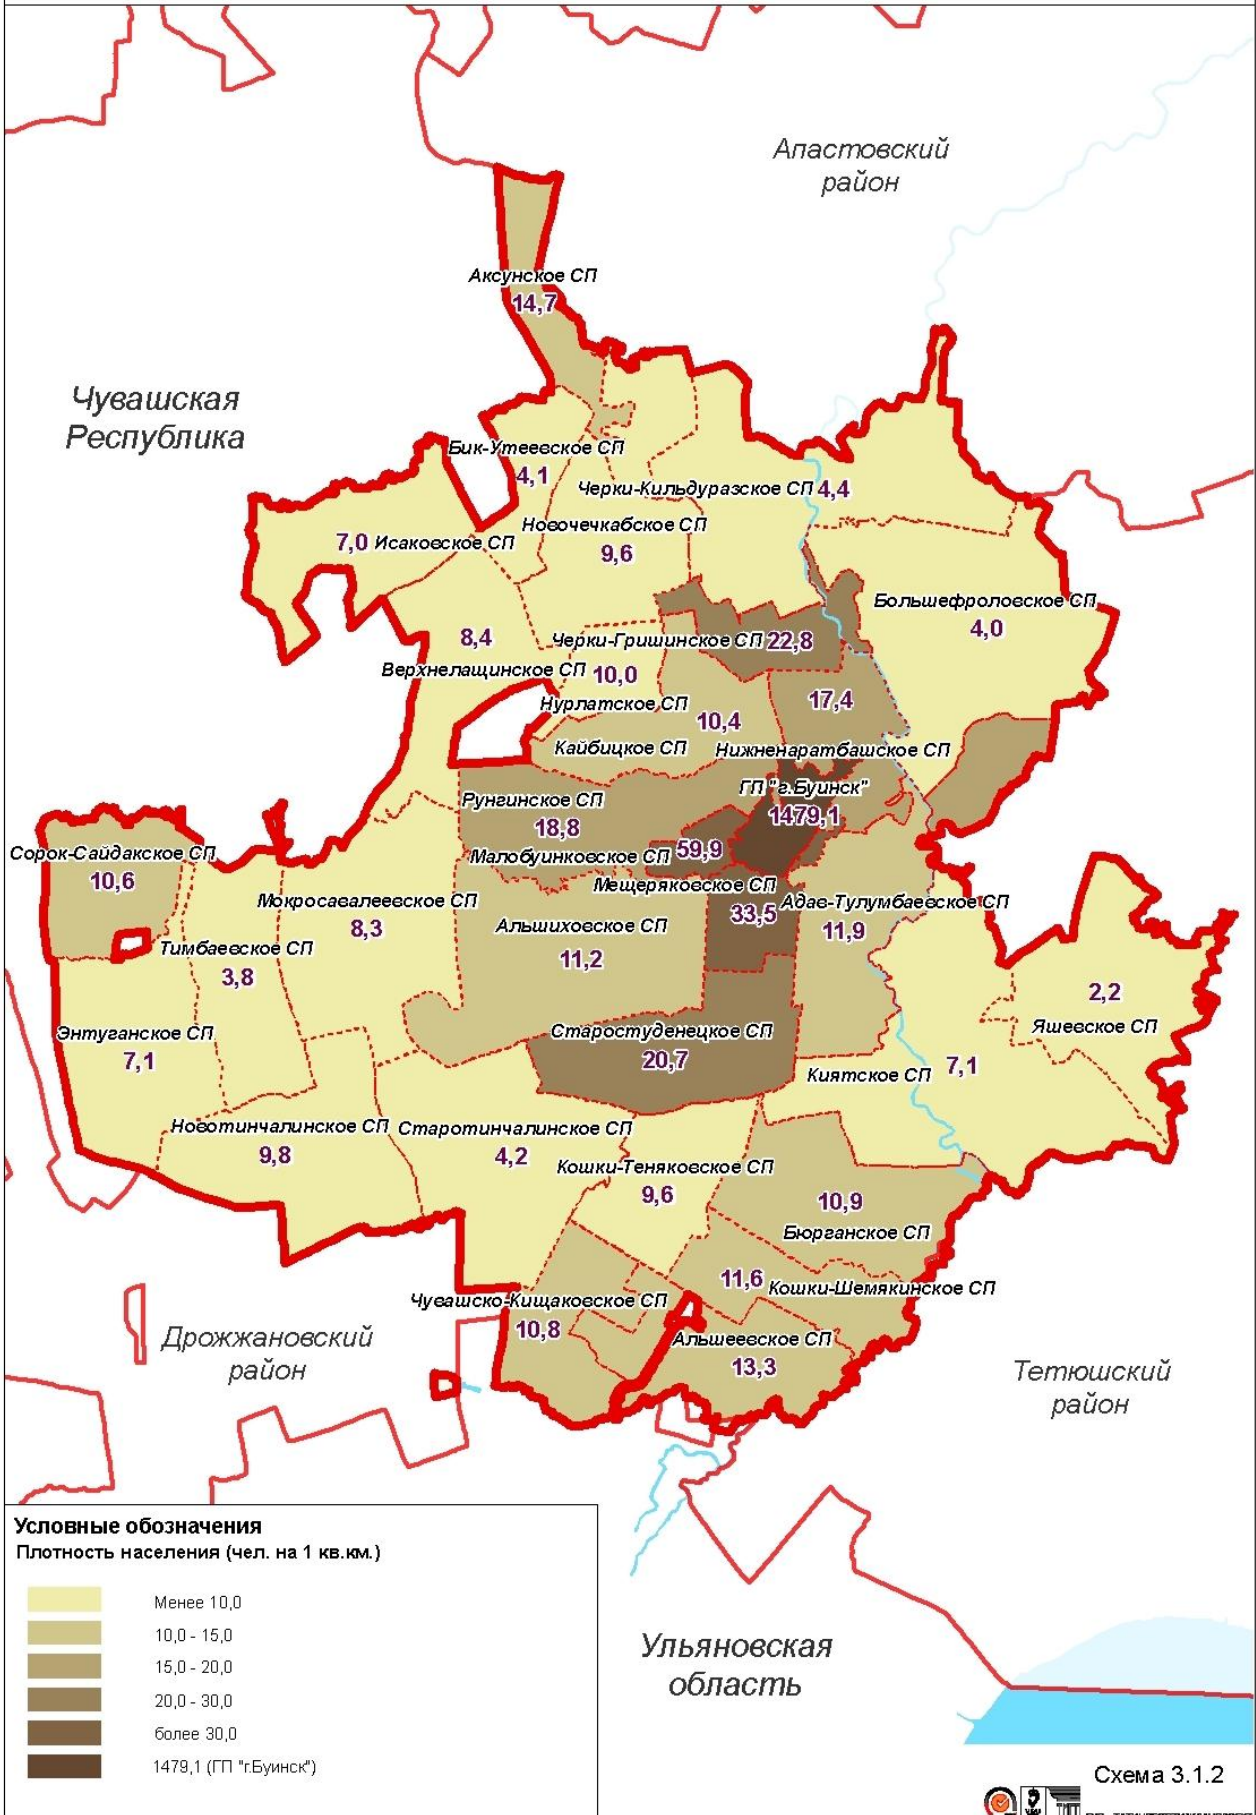 Апастовский
район
Аксунское СП
14,7
Чувашская
Республика
Бик-Утеевское СП
4,1
Черки-Кильдуразское СП 4,4
Новочечкабское СП
9,6
7,0 Исаковское СП
Большефроловское СП
4,0
8,4
Верхнелащинское СП
Черки-Гришинское СП 22,8
10,0
Нурлатское СП
10,4
Кайбицкое СП
17,4
Нижненаратбашское СП
ГП "г.Буинск"
1479,1
Рунгинское СП
18,8
Малобуинковское СП 59,9
Мещеряковское СП
33,5
Адав-Тулумбаевское СП
11,9
Сорок-Сайдакское СП
10,6
Мокросавалеевское СП
8,3
Альшиховское СП
11,2
Тимбаевское СП
3,8
2,2
Яшевское СП
Энтуганское СП
7,1
Старостуденецкое СП
20,7
Киятское СП 7,1
Новотинчалинское СП
9,8
Старотинчалинское СП
4,2
Кошки-Теняковское СП
9,6
10,9
Бюрганское СП
11,6 Кошки-Шемякинское СП
Чувашско-Кищаковское СП
10,8
Альшеевское СП
13,3
Дрожжановский
район
Тетюшский
район
Ульяновская
область
Условные обозначения
Плотность населения (чел. на 1 кв.км.)
Менее 10,0
10,0 - 15,0
15,0 - 20,0
20,0 - 30,0
более 30,0
1479,1 (ГП "г.Буинск")
Схема 3.1.2